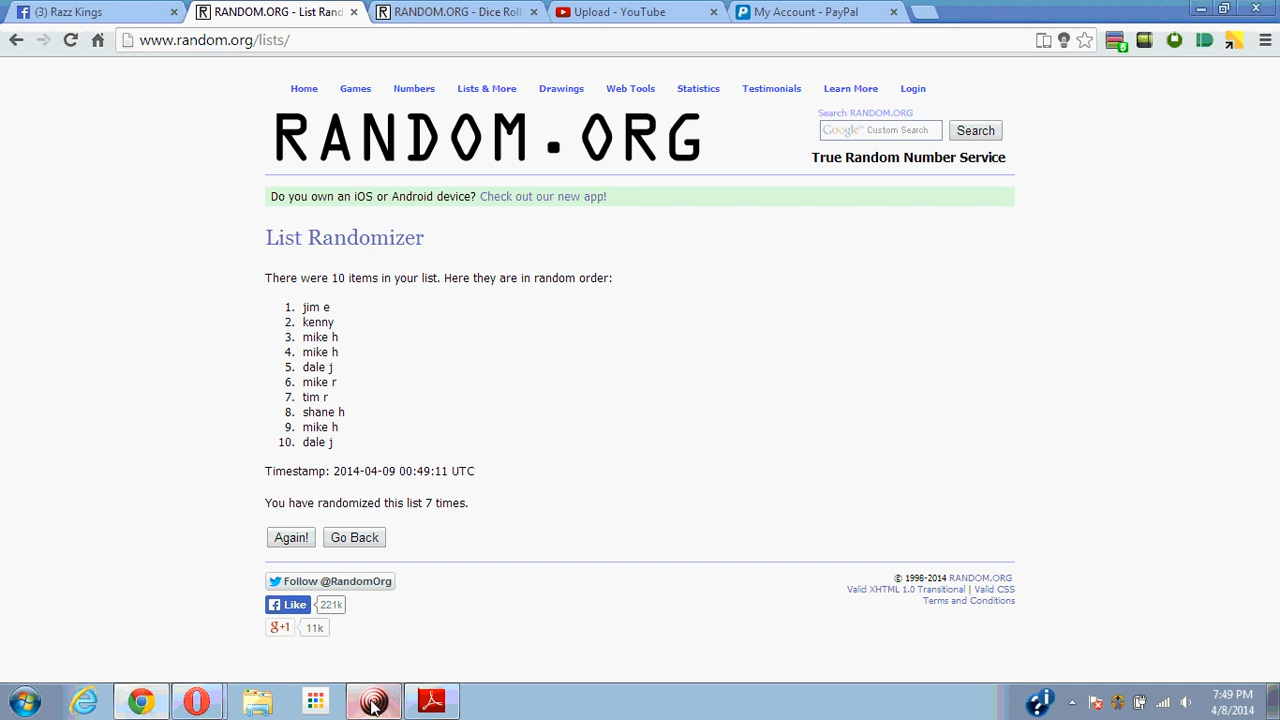 (3) Razz Kings
RANDOM.ORG - List Rand
RANDOM.ORG - Dice Roll
Upload - YouTube
My Account - PayPal
www.random.org/lists/
5
Home Games Numbers Lists & More Drawings Web Tools Statistics Testimonials Learn More Login
RANDOM.ORG
Search RANDOM.ORG
Google™ Custom Search
Search
True Random Number Service
Do you own an iOS or Android device? Check out our new app!
List Randomizer
There were 10 items in your list. Here they are in random order:
1. jim e
2. kenny
3. mike h
4. mike h
5. dale j
6. mike r
7. tim r
8. shane h
9. mike h
10. dale j
Timestamp: 2014-04-09 00:49:11 UTC
You have randomized this list 7 times.
Again! Go Back
Follow @RandomOrg
Like 221k
g+1 11k
© 1998-2014 RANDOM.ORG
Valid XHTML 1.0 Transitional | Valid CSS
Terms and Conditions
7:49 PM
4/8/2014